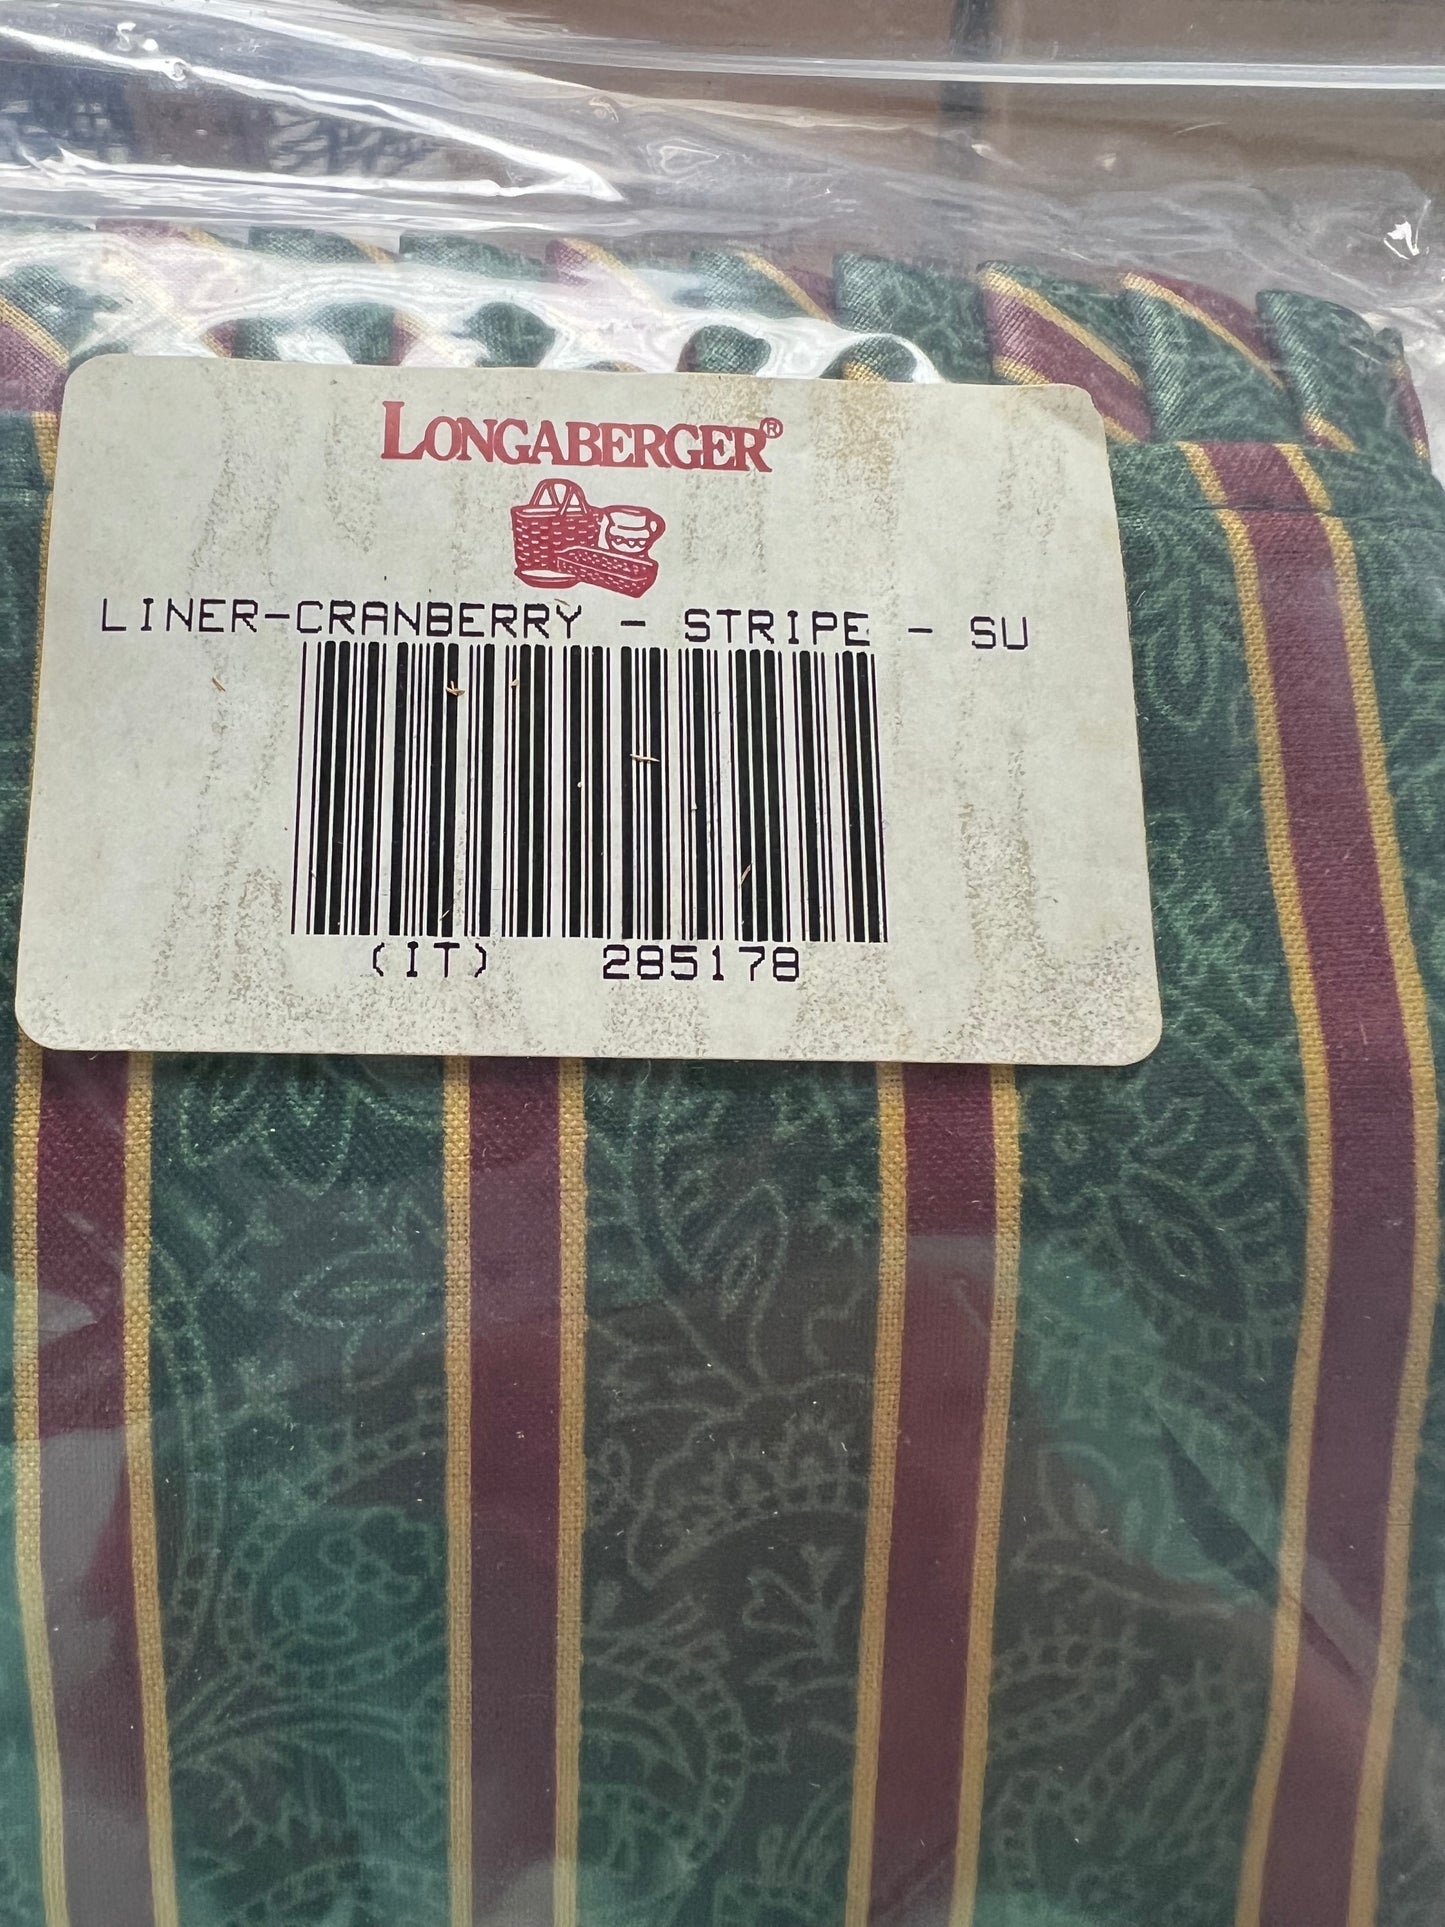 LONGABERGER®
LINER-CRANBERRY - STRIPE - SU
(IT) 285178